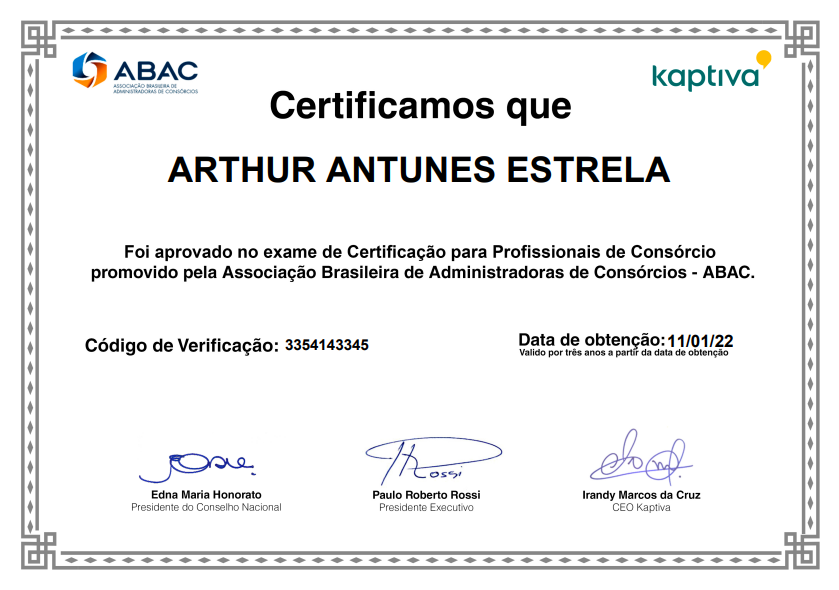 ABAC
ASSOCIAÇÃO BRASILEIRA DE
ADMINISTRADORAS DE CONSÓRCIOS
kaptiva
Certificamos que
ARTHUR ANTUNES ESTRELA
Foi aprovado no exame de Certificação para Profissionais de Consórcio
promovido pela Associação Brasileira de Administradoras de Consórcios - ABAC.
Código de Verificação: 3354143345
Data de obtenção: 11/01/22
Valido por três anos a partir da data de obtenção
Rossi
Edna Maria Honorato
Presidente do Conselho Nacional
Paulo Roberto Rossi
Presidente Executivo
Irandy Marcos da Cruz
CEO Kaptiva